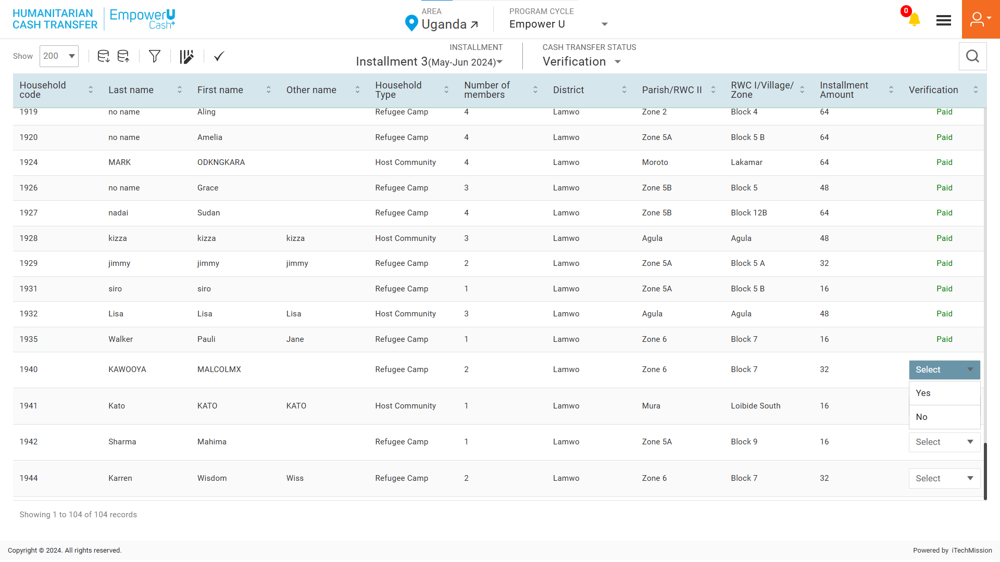 HUMANITARIAN
CASH TRANSFER
EmpowerU
Cash+
AREA
Uganda
PROGRAM CYCLE
Empower U
0
Show 200
INSTALLMENT
Installment 3(May-Jun 2024)
CASH TRANSFER STATUS
Verification
Household code Last name First name Other name Household Type Number of members District Parish/RWC II RWC I/Village/Zone Installment Amount Verification
1919 no name Aling Refugee Camp 4 Lamwo Zone 2 Block 4 64 Paid
1920 no name Amelia Refugee Camp 4 Lamwo Zone 5A Block 5 B 64 Paid
1924 MARK ODKNGKARA Host Community 4 Lamwo Moroto Lakamar 64 Paid
1926 no name Grace Refugee Camp 3 Lamwo Zone 5B Block 5 48 Paid
1927 nadai Sudan Refugee Camp 4 Lamwo Zone 5B Block 12B 64 Paid
1928 kizza kizza kizza Host Community 3 Lamwo Agula Agula 48 Paid
1929 jimmy jimmy jimmy Refugee Camp 2 Lamwo Zone 5A Block 5 A 32 Paid
1931 siro siro Refugee Camp 1 Lamwo Zone 5A Block 5 B 16 Paid
1932 Lisa Lisa Lisa Host Community 3 Lamwo Agula Agula 48 Paid
1935 Walker Pauli Jane Refugee Camp 1 Lamwo Zone 6 Block 7 16 Paid
1940 KAWOOYA MALCOLMX Refugee Camp 2 Lamwo Zone 6 Block 7 32 Select
Yes
1941 Kato KATO KATO Host Community 1 Lamwo Mura Loibide South 16
No
1942 Sharma Mahima Refugee Camp 1 Lamwo Zone 5A Block 9 16 Select
1944 Karren Wisdom Wiss Refugee Camp 2 Lamwo Zone 6 Block 7 32 Select
Showing 1 to 104 of 104 records
Copyright © 2024. All rights reserved.
Powered by iTechMission